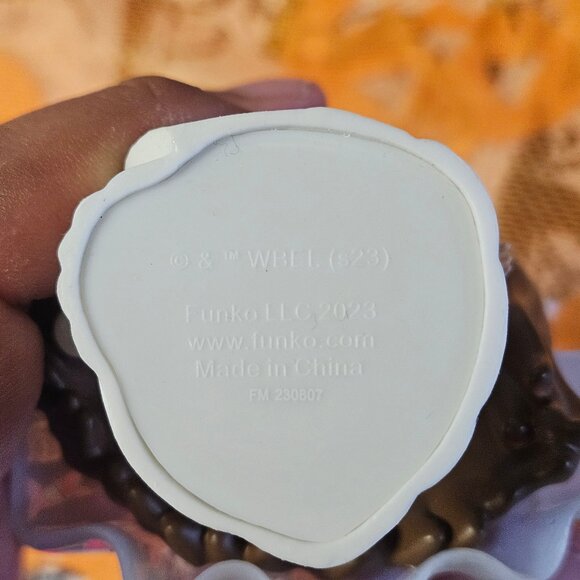 © & ™ WBEI. (s23)
Funko LLC 2023
www.funko.com
Made in China
FM 230807